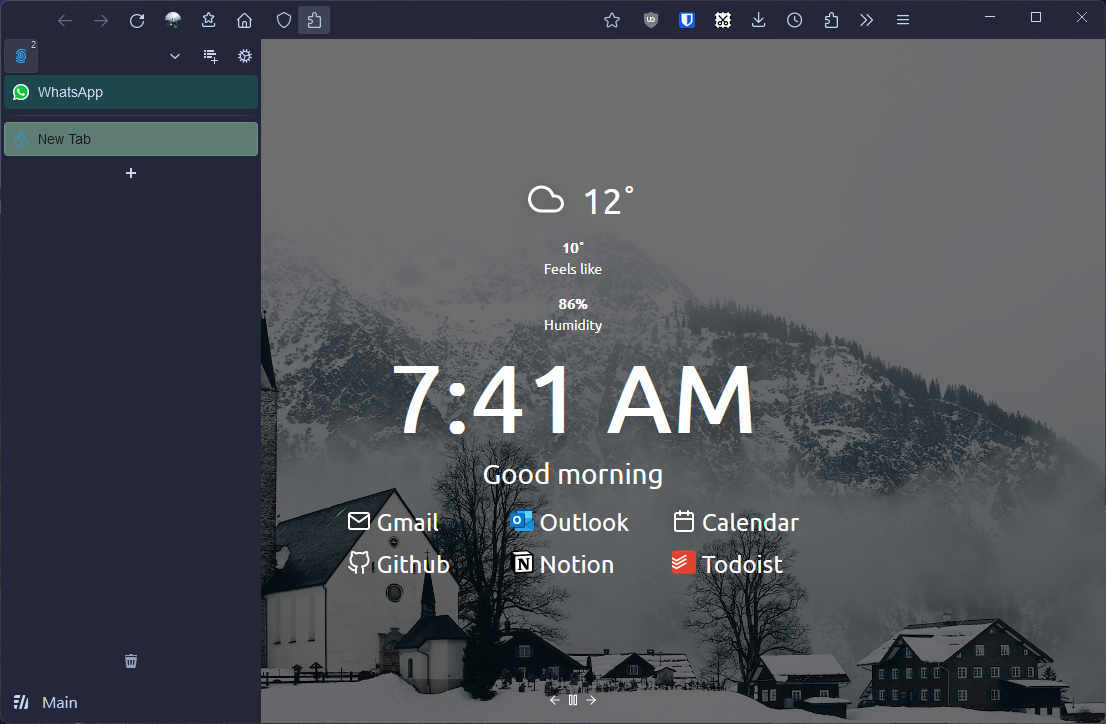 2
WhatsApp
New Tab
12°
10°
Feels like
86%
Humidity
7:41 AM
Good morning
Gmail Outlook Calendar
Github Notion Todoist
Main